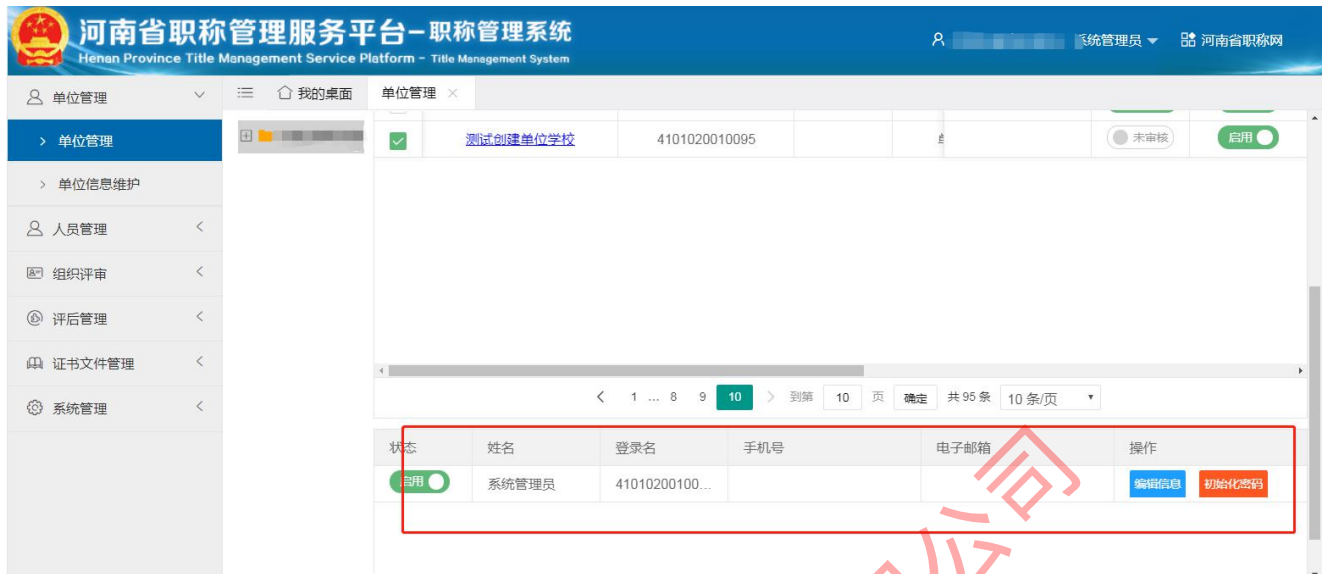 河南省职称管理服务平台-职称管理系统
Henan Province Title Management Service Platform - Title Management System
系统管理员
河南省职称网
单位管理
我的桌面
单位管理 ×
单位管理
测试创建单位学校 4101020010095 未审核 启用
单位信息维护
人员管理
组织评审
评后管理
证书文件管理
系统管理
1 ... 8 9 10 到第 10 页 确定 共 95 条 10 条/页
状态 姓名 登录名 手机号 电子邮箱 操作
启用 系统管理员 41010200100... 编辑信息 初始化密码
公司